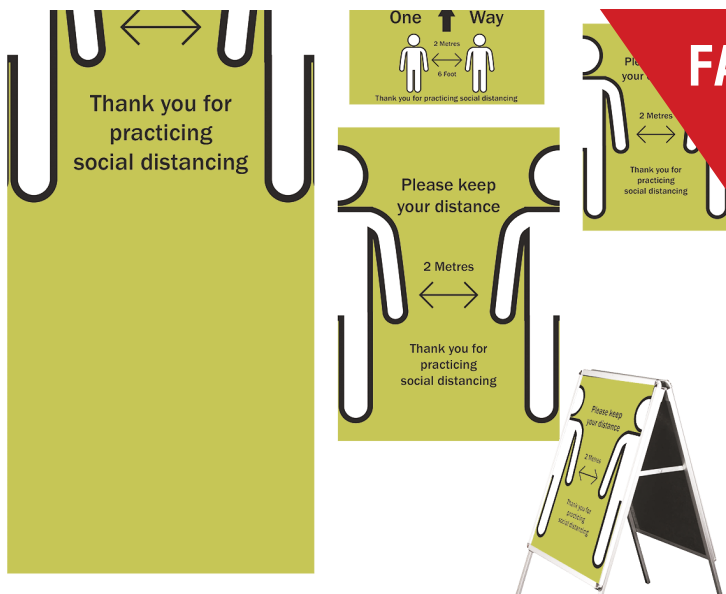 Thank you for
practicing
social distancing
One Way
2 Metres
6 Foot
Thank you for practicing social distancing
Please keep
your distance
2 Metres
Thank you for
practicing
social distancing
your
2 Metres
Thank you for
practicing
social distancing
FA
Please keep
your distance
2 Metres
Thank you for
practicing
social distancing